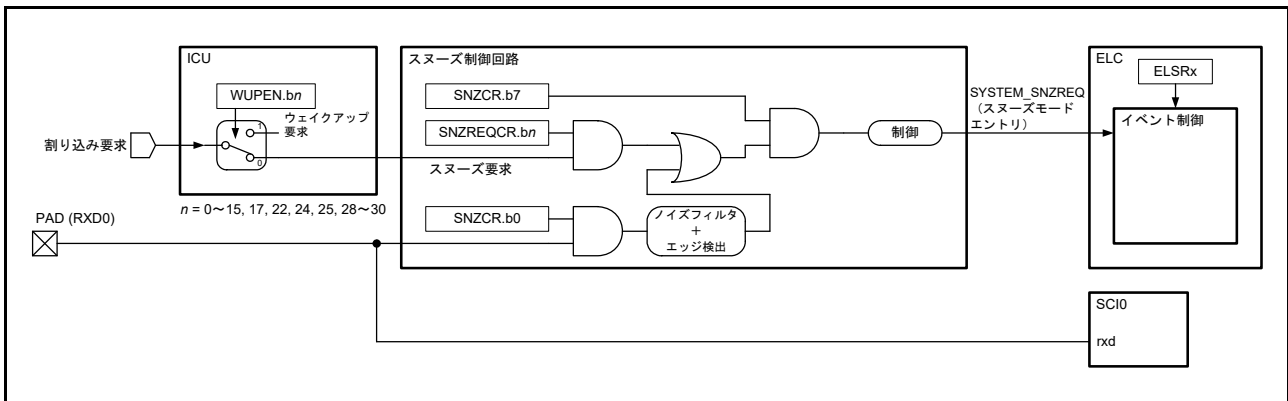 ICU
WUPEN.bn
ウェイクアップ
要求
1
0
割り込み要求
n = 0～15, 17, 22, 24, 25, 28～30
PAD (RXD0)
スヌーズ制御回路
SNZCR.b7
SNZREQCR.bn
スヌーズ要求
SNZCR.b0
ノイズフィルタ
+
エッジ検出
制御
SYSTEM_SNZREQ
（スヌーズモード
エントリ）
ELC
ELSRx
イベント制御
SCI0
rxd